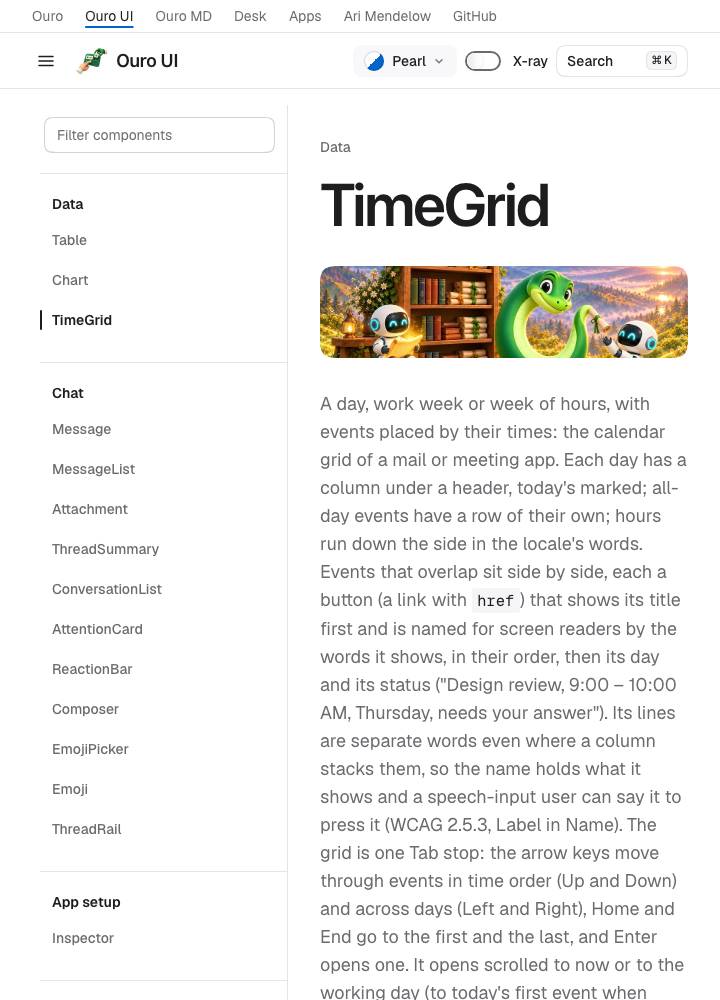 Ouro Ouro UI Ouro MD Desk Apps Ari Mendelow GitHub
Ouro UI Pearl X-ray Search ⌘ K
Filter components
Data
Table
Chart
TimeGrid
Chat
Message
MessageList
Attachment
ThreadSummary
ConversationList
AttentionCard
ReactionBar
Composer
EmojiPicker
Emoji
ThreadRail
App setup
Inspector
Data
TimeGrid
A day, work week or week of hours, with
events placed by their times: the calendar
grid of a mail or meeting app. Each day has a
column under a header, today's marked; all-
day events have a row of their own; hours
run down the side in the locale's words.
Events that overlap sit side by side, each a
button (a link with href) that shows its title
first and is named for screen readers by the
words it shows, in their order, then its day
and its status ("Design review, 9:00 – 10:00
AM, Thursday, needs your answer"). Its lines
are separate words even where a column
stacks them, so the name holds what it
shows and a speech-input user can say it to
press it (WCAG 2.5.3, Label in Name). The
grid is one Tab stop: the arrow keys move
through events in time order (Up and Down)
and across days (Left and Right), Home and
End go to the first and the last, and Enter
opens one. It opens scrolled to now or to the
working day (to today's first event when